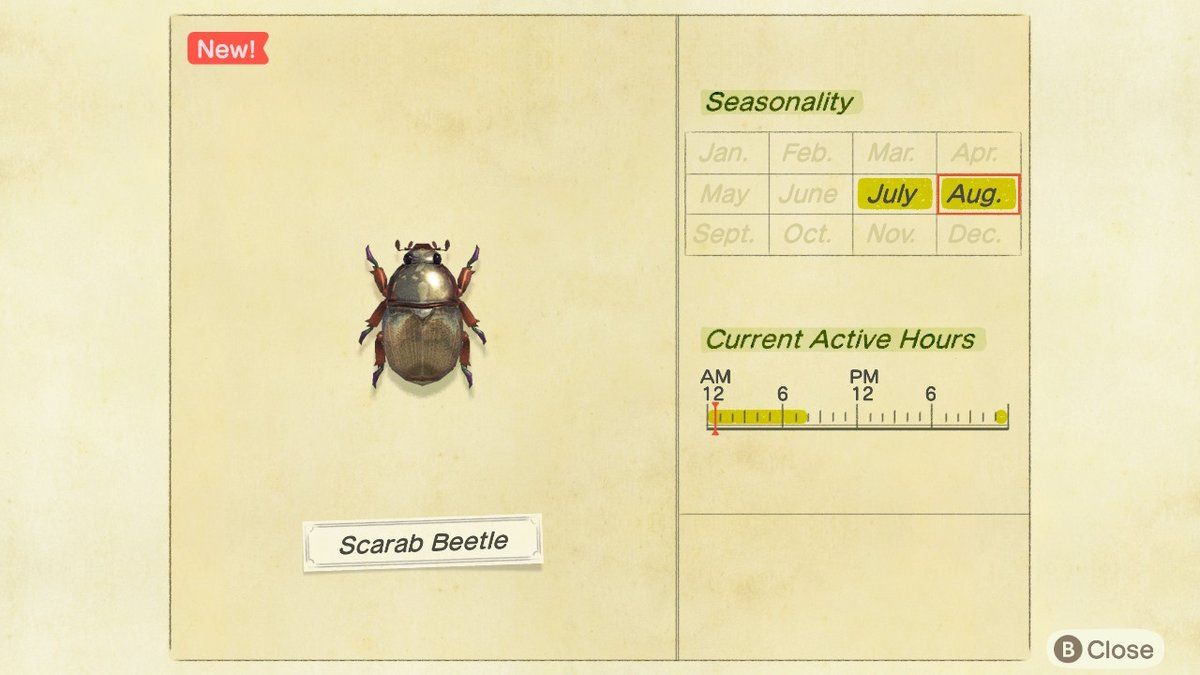 New!
Scarab Beetle
Seasonality
Jan. Feb. Mar. Apr.
May June July Aug.
Sept. Oct. Nov. Dec.
Current Active Hours
AM PM
12 6 12 6
B Close